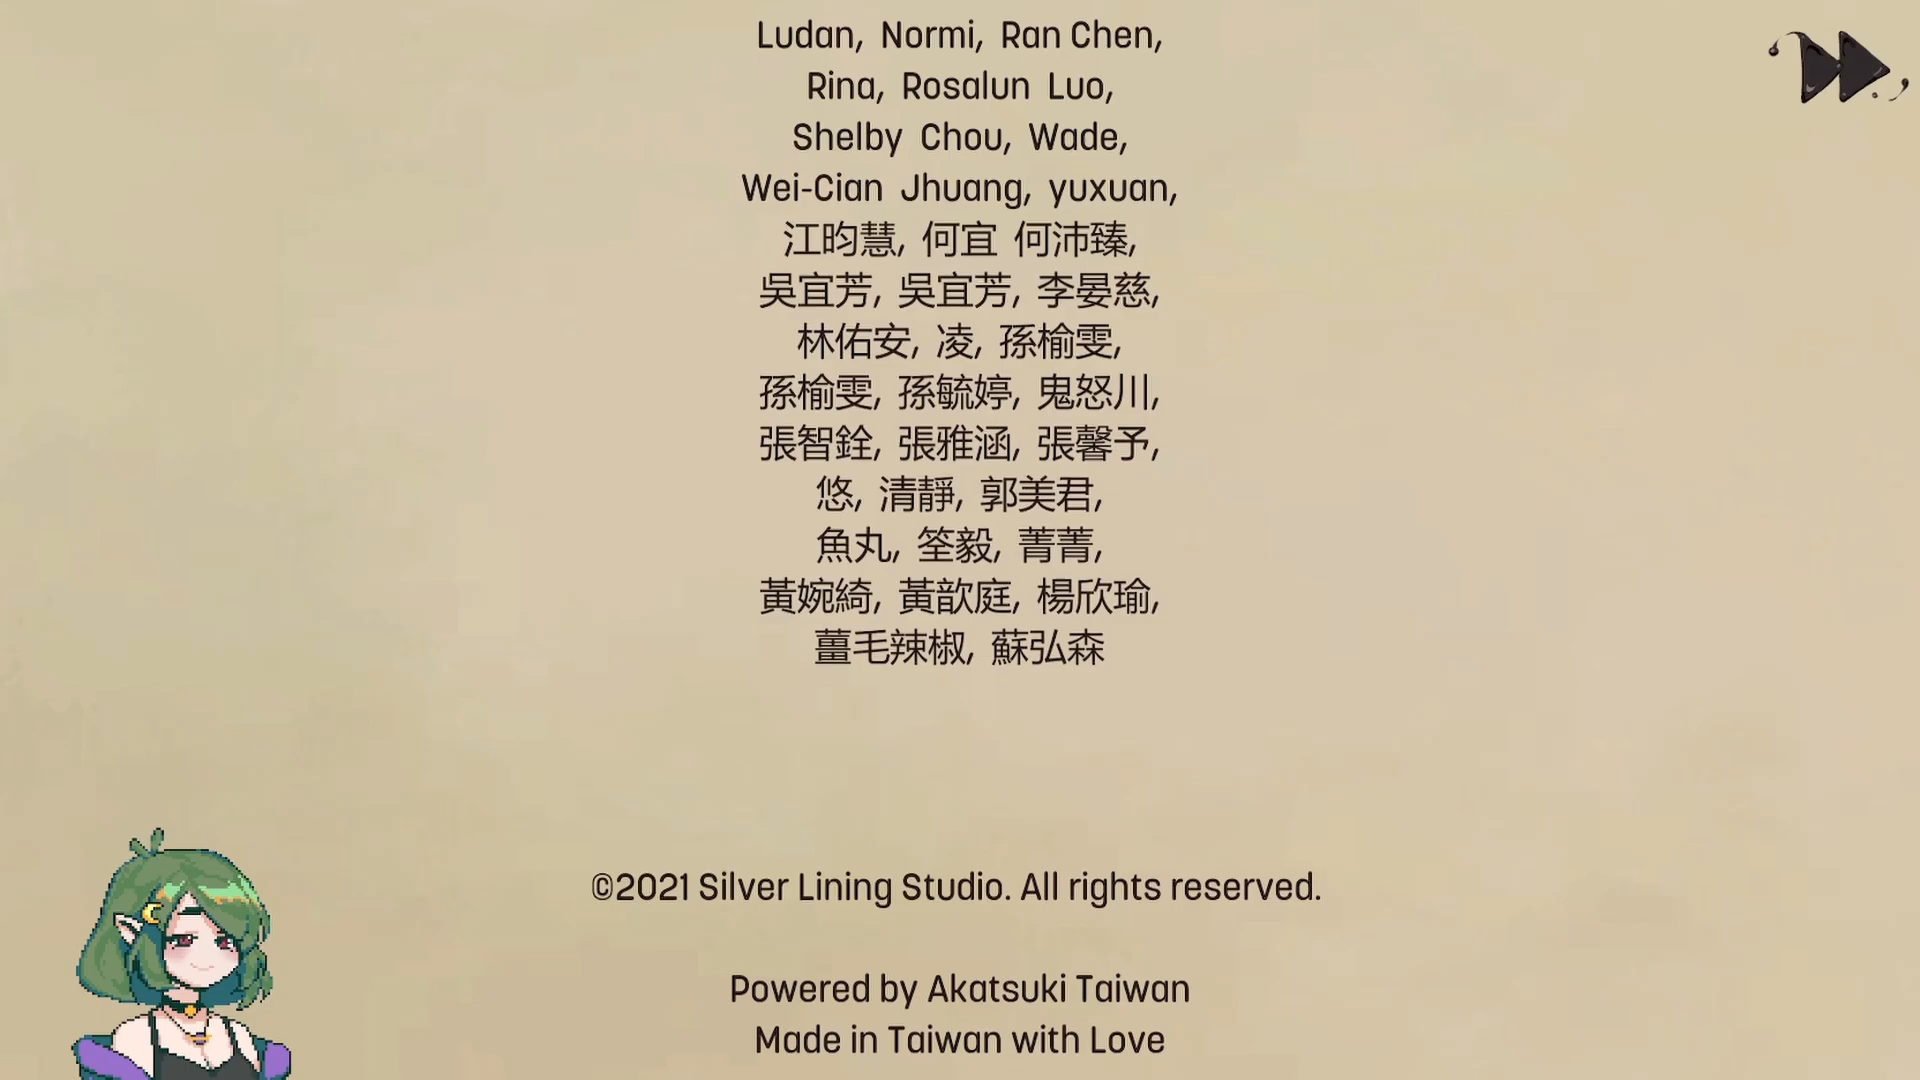 Ludan, Normi, Ran Chen,
Rina, Rosalun Luo,
Shelby Chou, Wade,
Wei-Cian Jhuang, yuxuan,
江昀慧, 何宜 何沛臻,
吳宜芳, 吳宜芳, 李晏慈,
林佑安, 凌, 孫榆雯,
孫榆雯, 孫毓婷, 鬼怒川,
張智銓, 張雅涵, 張馨予,
悠, 清靜, 郭美君,
魚丸, 筌毅, 菁菁,
黃婉綺, 黃歆庭, 楊欣瑜,
薑毛辣椒, 蘇弘森
©2021 Silver Lining Studio. All rights reserved.
Powered by Akatsuki Taiwan
Made in Taiwan with Love